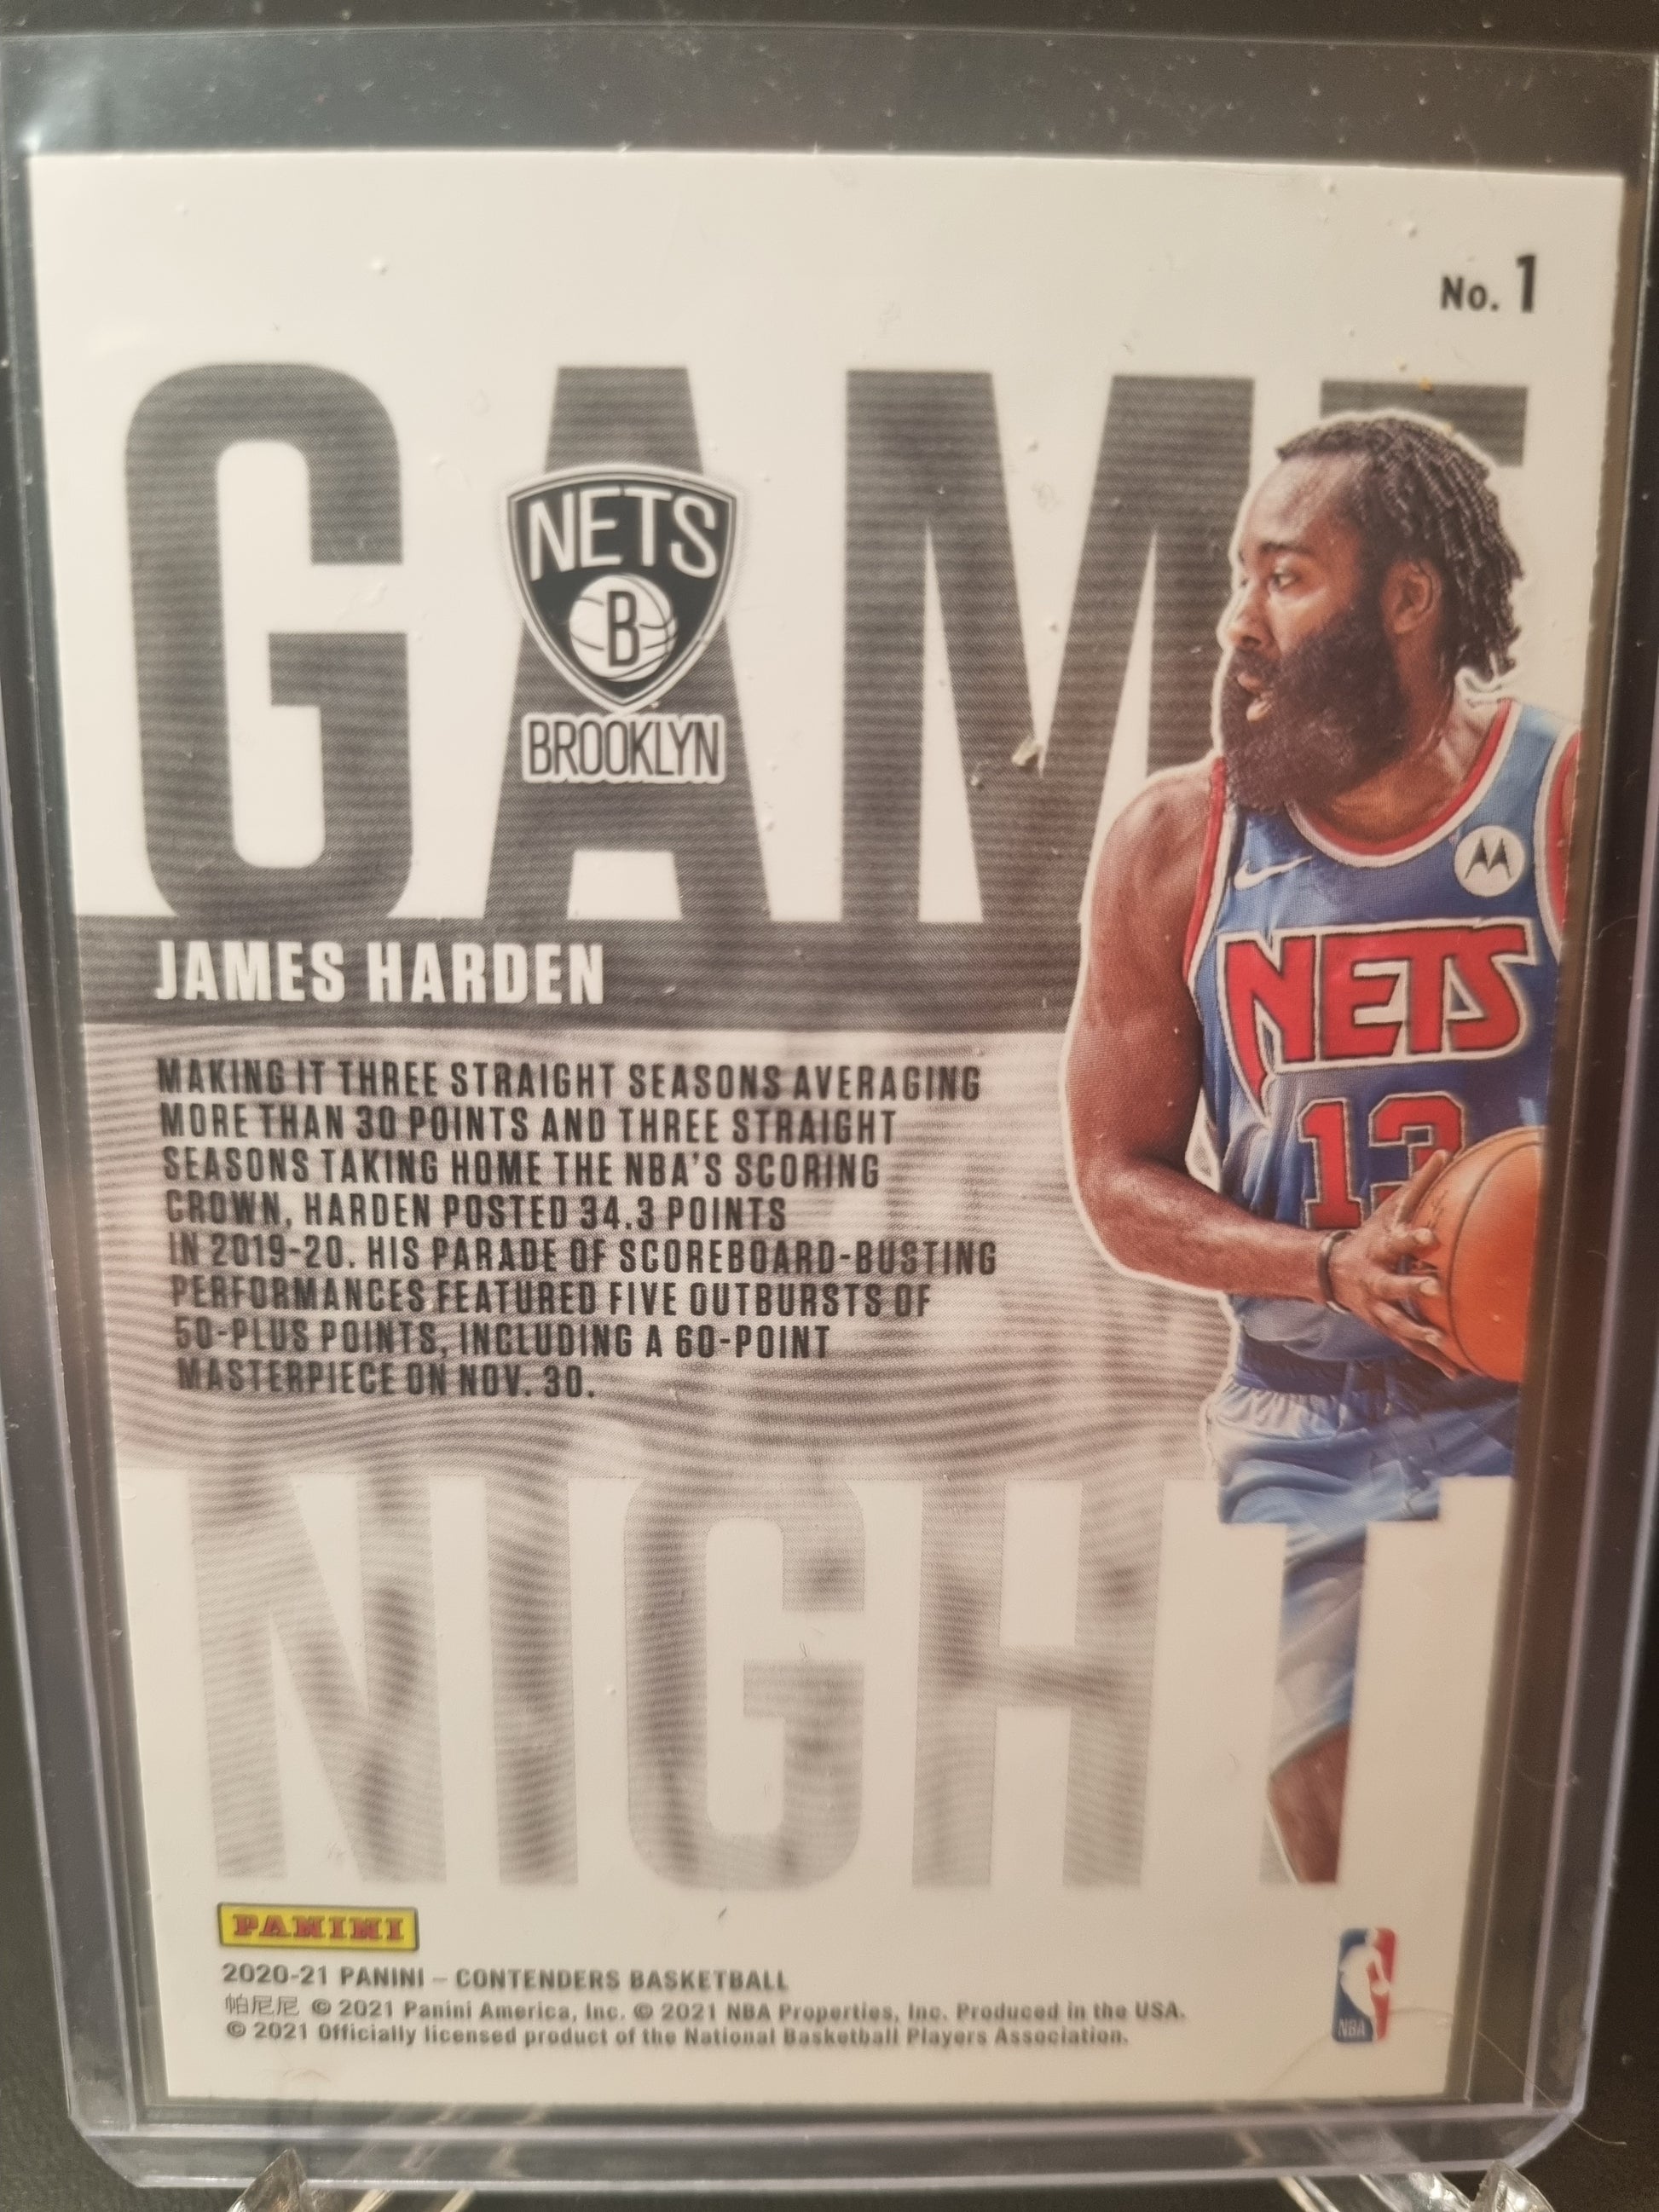 No. 1
GAME
NETS
B
BROOKLYN
JAMES HARDEN
NETS
13
MAKING IT THREE STRAIGHT SEASONS AVERAGING
MORE THAN 30 POINTS AND THREE STRAIGHT
SEASONS TAKING HOME THE NBA'S SCORING
CROWN, HARDEN POSTED 34.3 POINTS
IN 2019-20. HIS PARADE OF SCOREBOARD-BUSTING
PERFORMANCES FEATURED FIVE OUTBURSTS OF
50-PLUS POINTS, INCLUDING A 60-POINT
MASTERPIECE ON NOV. 30.
NIGHT
PANINI
2020-21 PANINI – CONTENDERS BASKETBALL
帕尼尼 © 2021 Panini America, Inc. © 2021 NBA Properties, Inc. Produced in the USA.
© 2021 Officially licensed product of the National Basketball Players Association.
NBA